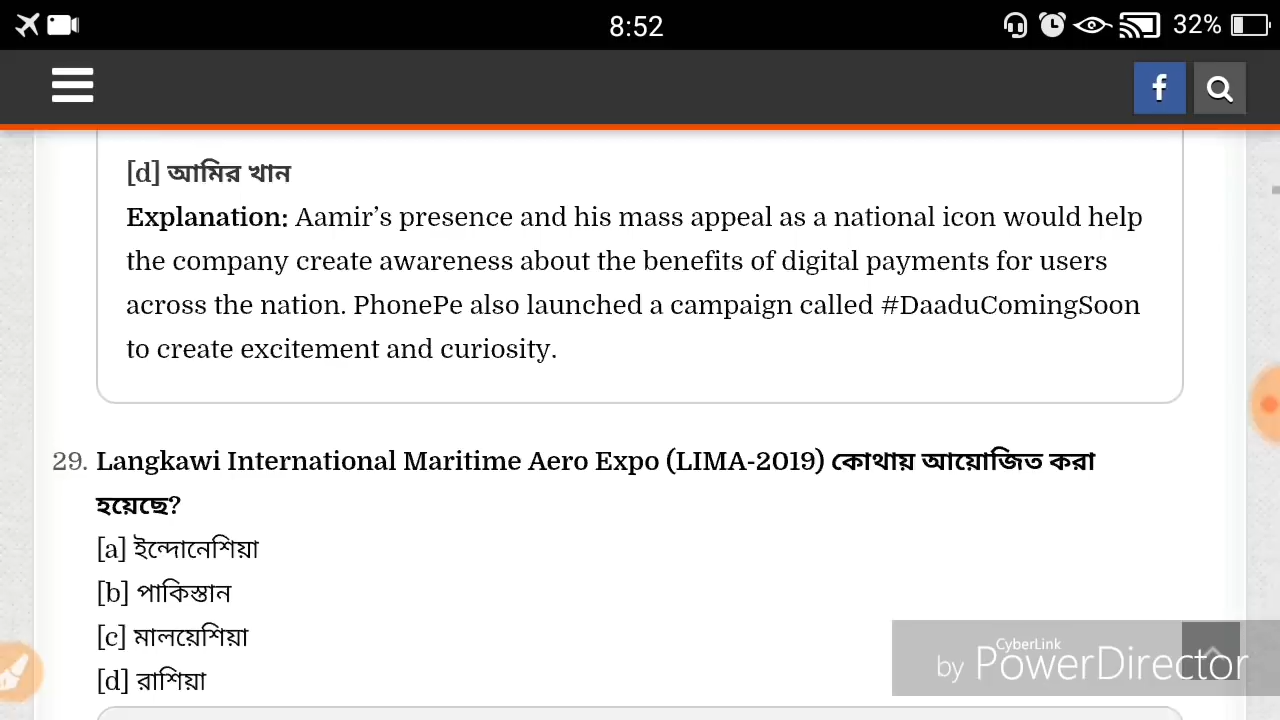 8:52
32%
f
[d] আমির খান
Explanation: Aamir’s presence and his mass appeal as a national icon would help
the company create awareness about the benefits of digital payments for users
across the nation. PhonePe also launched a campaign called #DaaduComingSoon
to create excitement and curiosity.
29. Langkawi International Maritime Aero Expo (LIMA-2019) কোথায় আয়োজিত করা
হয়েছে?
[a] ইন্দোনেশিয়া
[b] পাকিস্তান
[c] মালয়েশিয়া
[d] রাশিয়া
CyberLink
by PowerDirector